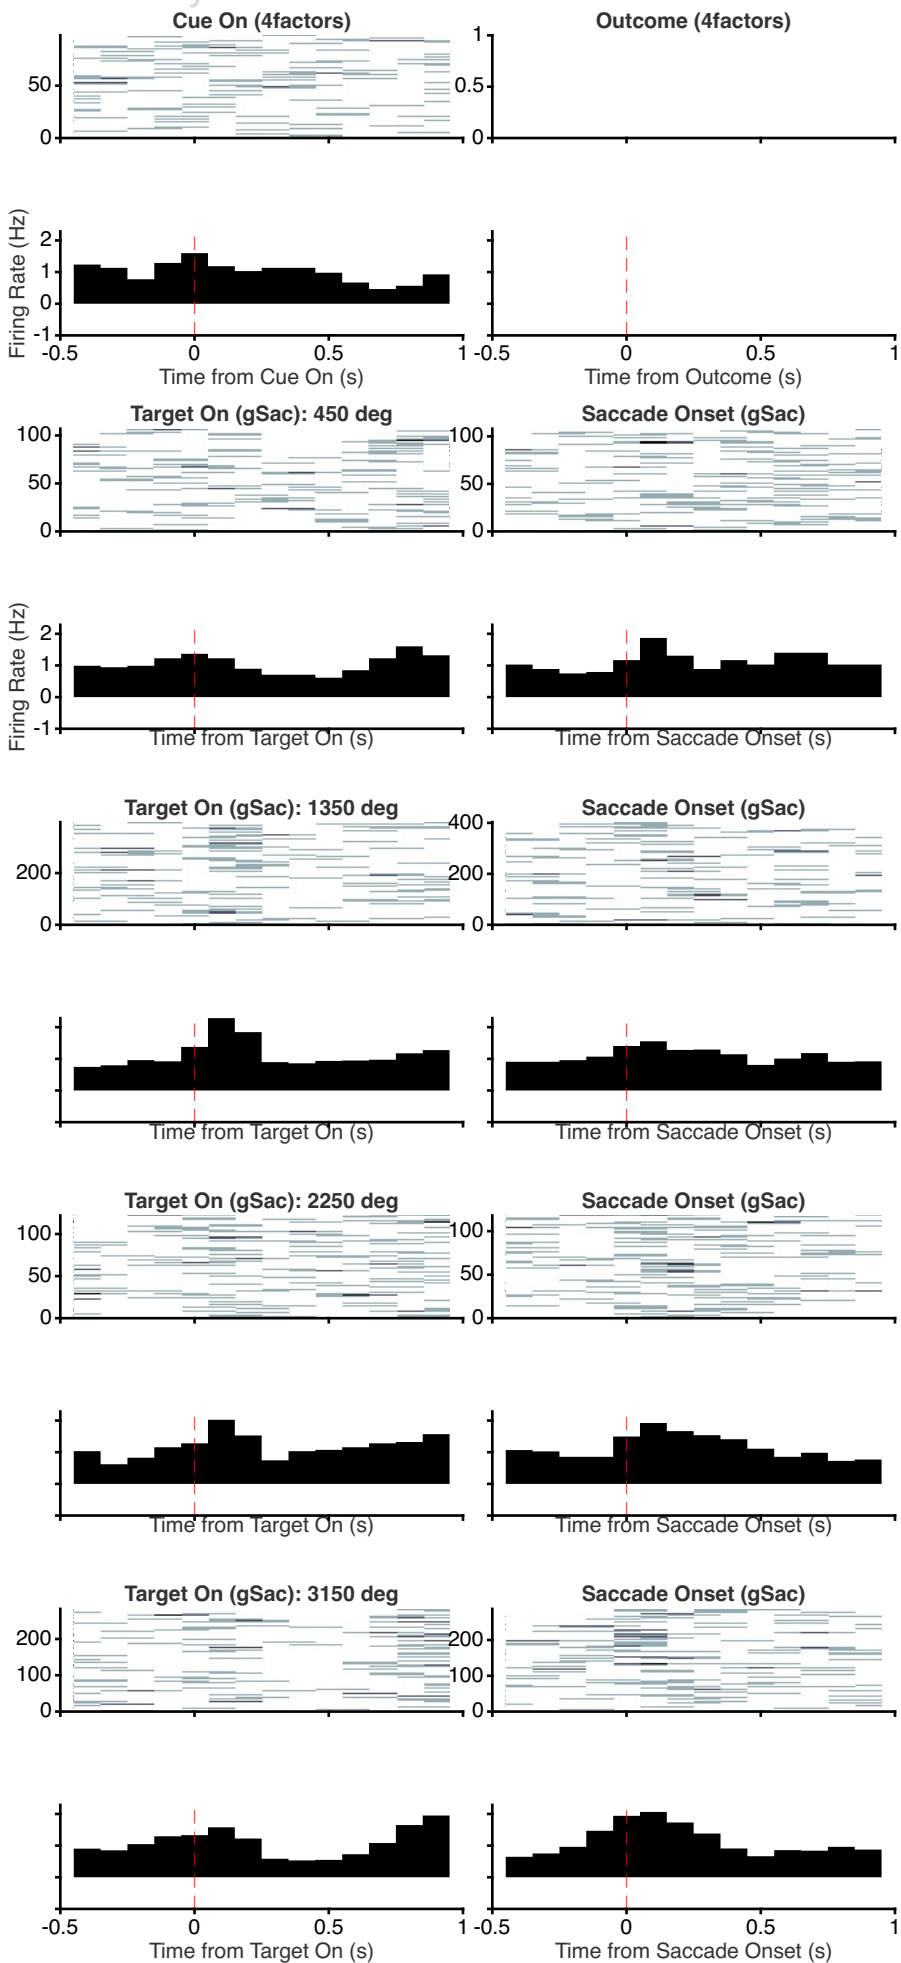 Cue On (4factors) Outcome (4factors)
50
0
1
0.5
0
Firing Rate (Hz)
2
1
0
-1
-0.5 0 0.5 1 -0.5 0 0.5 1
Time from Cue On (s) Time from Outcome (s)
Target On (gSac): 450 deg Saccade Onset (gSac)
100
50
0
100
50
0
Firing Rate (Hz)
2
1
0
-1
Time from Target On (s) Time from Saccade Onset (s)
Target On (gSac): 1350 deg Saccade Onset (gSac)
200
0
400
200
0
Time from Target On (s) Time from Saccade Onset (s)
Target On (gSac): 2250 deg Saccade Onset (gSac)
100
50
0
100
50
0
Time from Target On (s) Time from Saccade Onset (s)
Target On (gSac): 3150 deg Saccade Onset (gSac)
200
100
0
200
100
0
-0.5 0 0.5 1 -0.5 0 0.5 1
Time from Target On (s) Time from Saccade Onset (s)